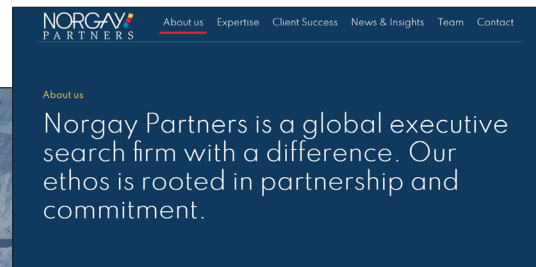 NORGAY
PARTNERS
About us Expertise Client Success News & Insights Team Contact
About us
Norgay Partners is a global executive
search firm with a difference. Our
ethos is rooted in partnership and
commitment.